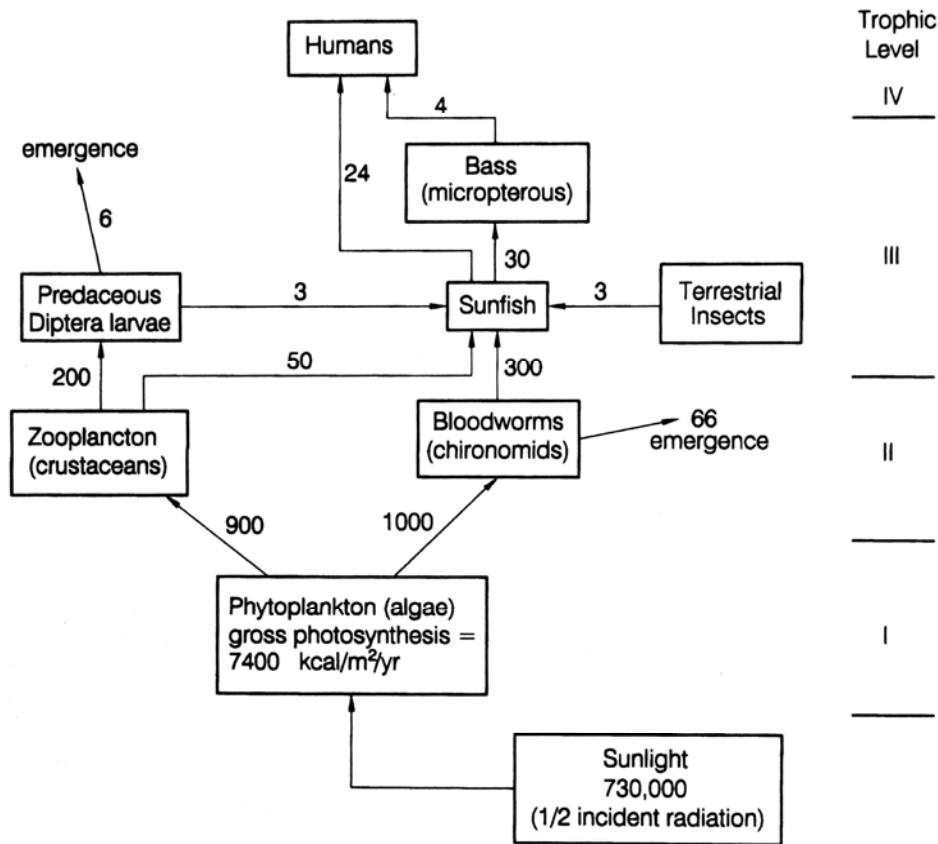 Trophic
Level
Humans
IV
4
emergence
24
Bass
(micropterous)
6
30
III
Predaceous
Diptera larvae
3
Sunfish
3
Terrestrial
Insects
200
50
300
Zooplancton
(crustaceans)
Bloodworms
(chironomids)
66
emergence
II
900
1000
Phytoplankton (algae)
gross photosynthesis =
7400 kcal/m²/yr
I
Sunlight
730,000
(1/2 incident radiation)